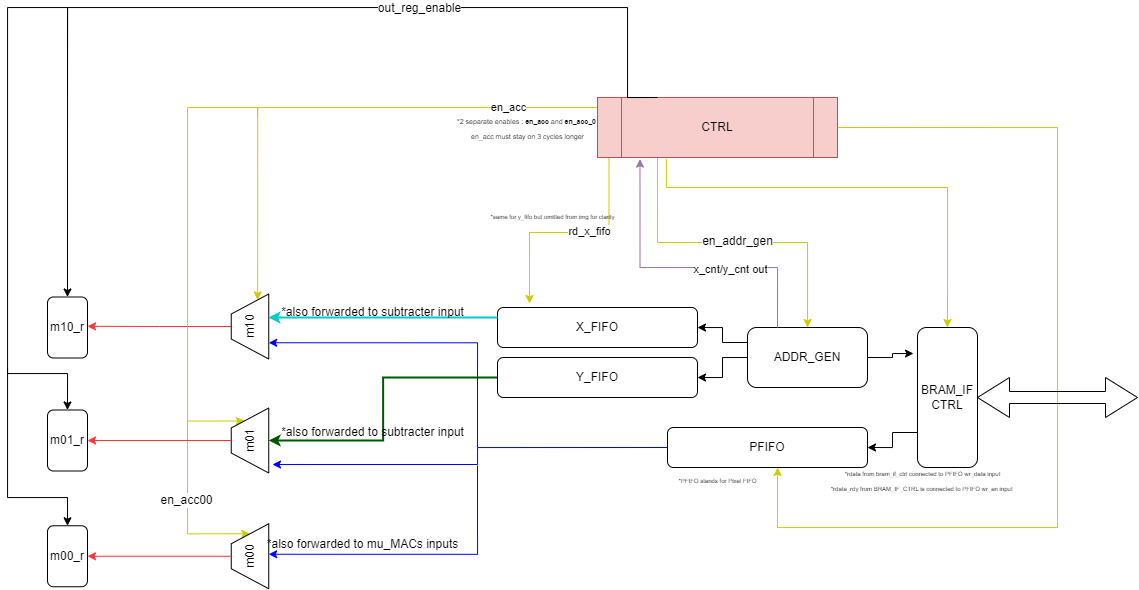 out_reg_enable
en_acc
*2 separate enables : en_acc and en_acc_0
en_acc must stay on 3 cycles longer
CTRL
*same for y_fifo but omitted from img for clarity
rd_x_fifo
en_addr_gen
x_cnt/y_cnt out
m10_r
m10
*also forwarded to subtracter input
X_FIFO
ADDR_GEN
Y_FIFO
BRAM_IF
CTRL
m01_r
m01
*also forwarded to subtracter input
PFIFO
*rdata from bram_if_ctrl connected to PFIFO wr_data input
*PFIFO stands for Pixel FIFO
*rdata_rdy from BRAM_IF_CTRL is connected to PFIFO wr_en input
en_acc00
m00_r
m00
*also forwarded to mu_MACs inputs